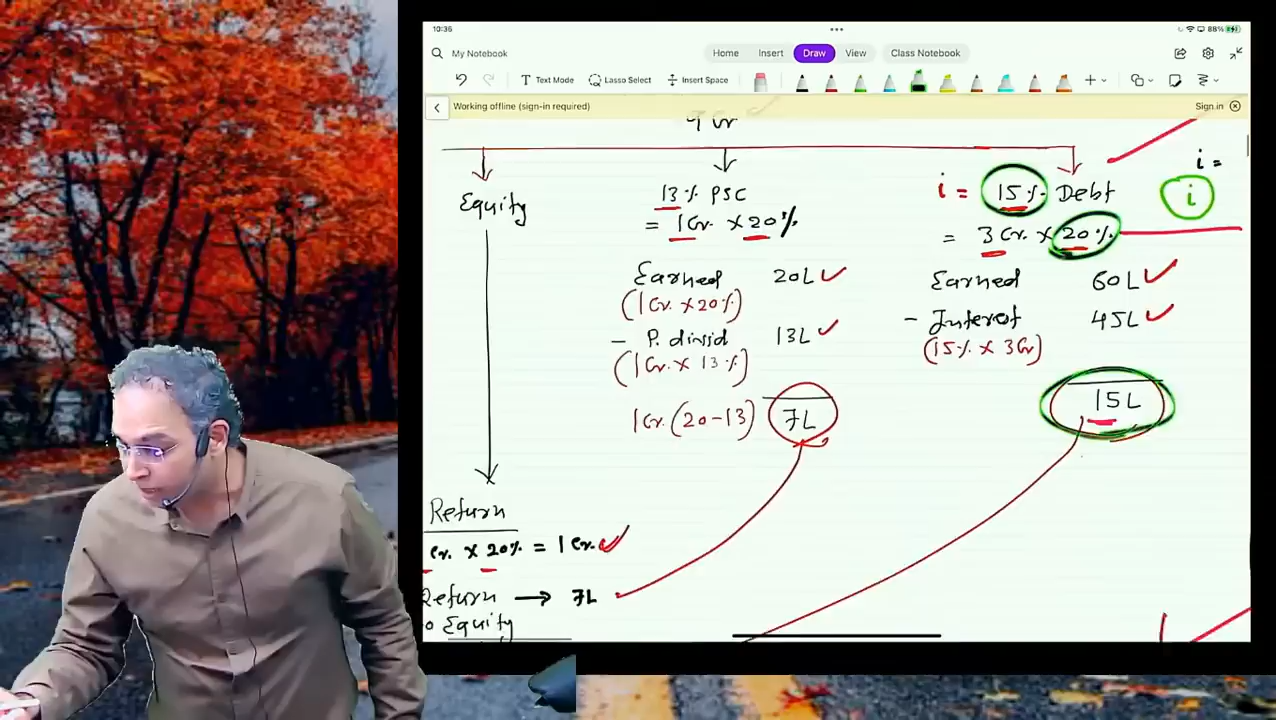 10:36
88%
My Notebook
Home Insert Draw View Class Notebook
Text Mode Lasso Select Insert Space
Working offline (sign-in required)
Sign in
i =
Equity
13% PSC
= 1 Cr. x 20%
i = 15% Debt
i
= 3 Cr. x 20%
Earned 20L
(1 Cr. x 20%)
- P. divid 13L
(1 Cr. x 13%)
1 Cr. (20-13) 7L
Earned 60L
- Interest 45L
(15% x 3 Cr)
15L
Return
Cr. x 20% = 1 Cr.
Return → 7L
Equity